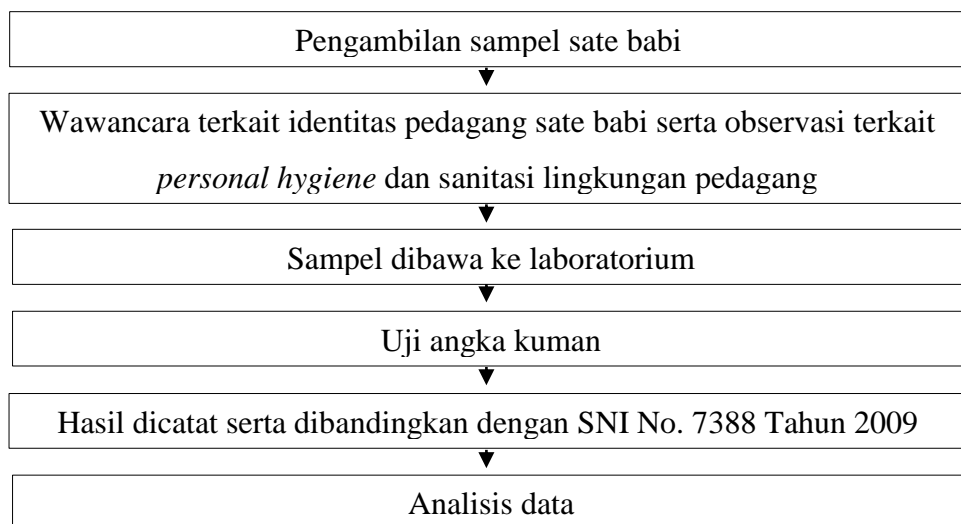 Pengambilan sampel sate babi
Wawancara terkait identitas pedagang sate babi serta observasi terkait
personal hygiene dan sanitasi lingkungan pedagang
Sampel dibawa ke laboratorium
Uji angka kuman
Hasil dicatat serta dibandingkan dengan SNI No. 7388 Tahun 2009
Analisis data